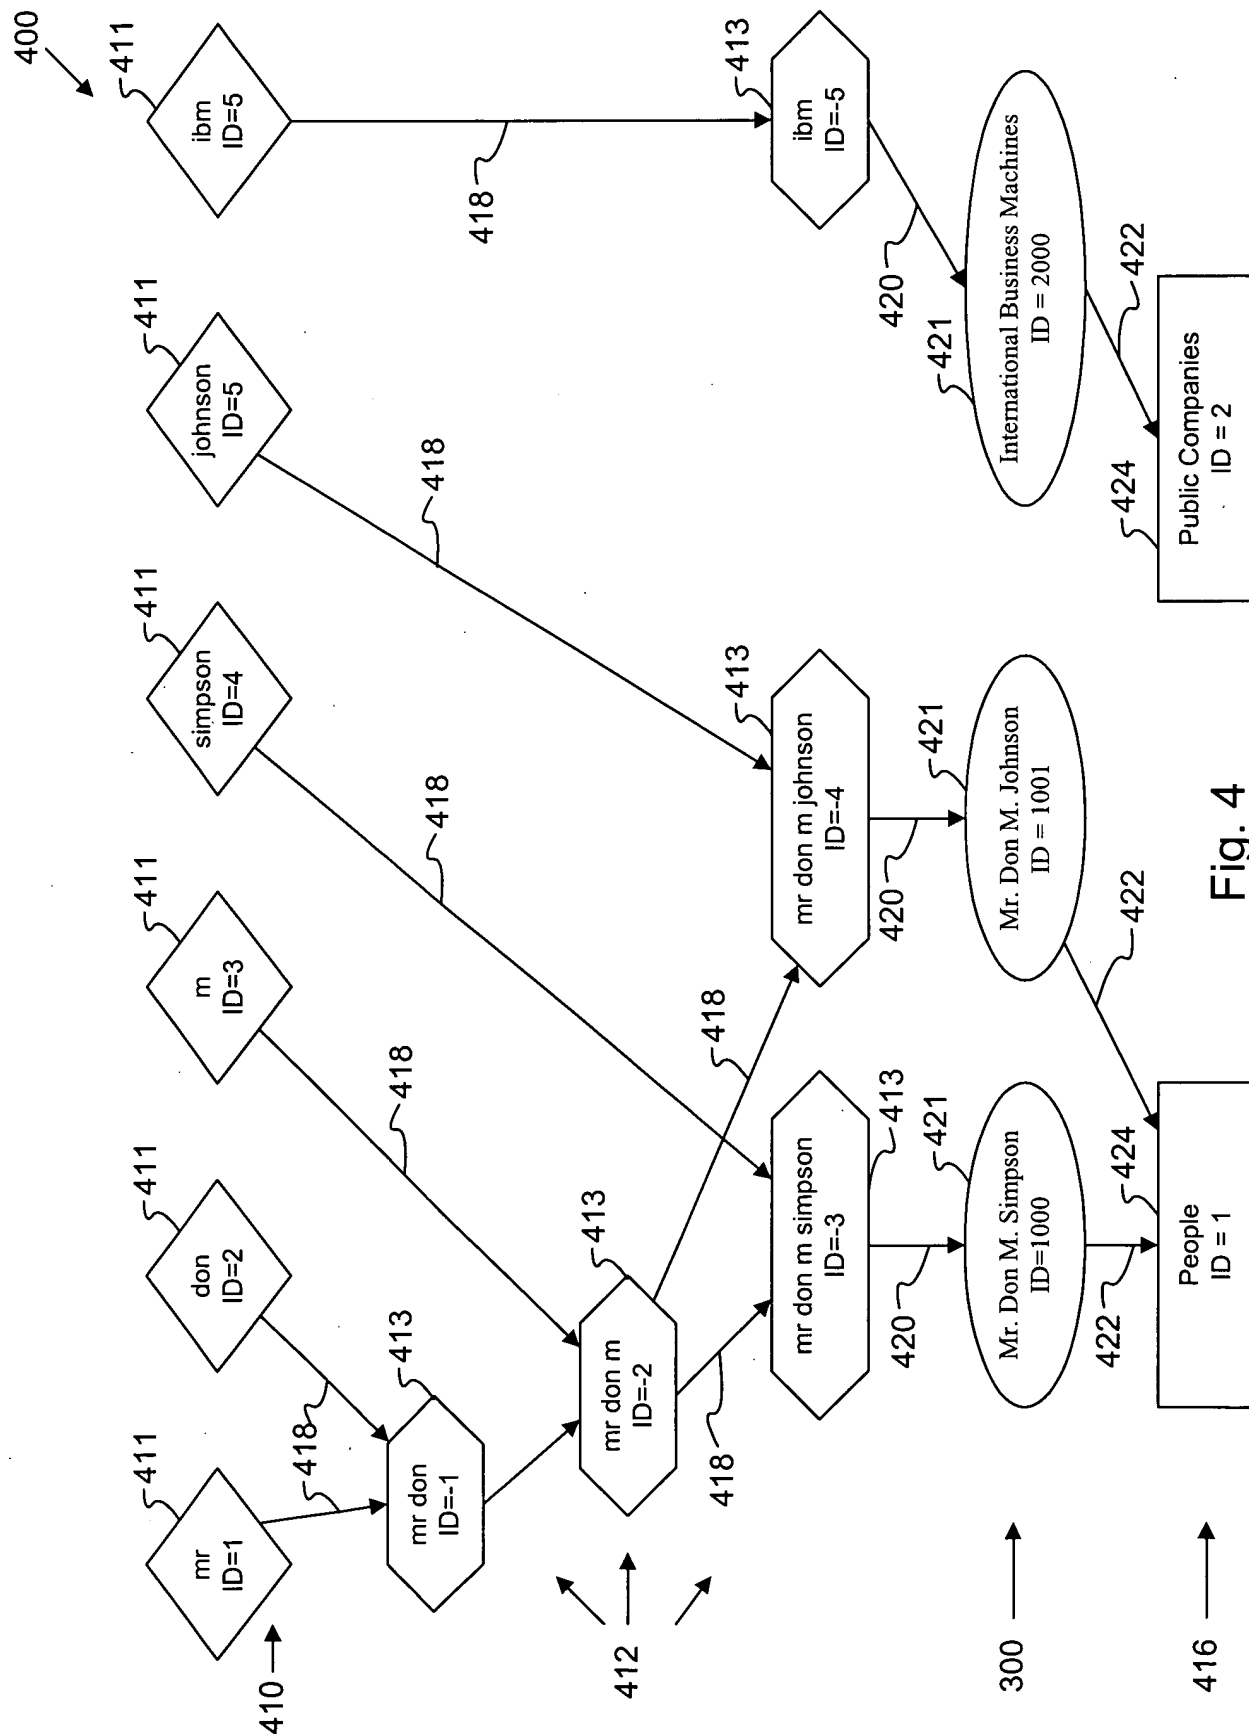 400
411
411
411
411
411
411
mr
ID=1
don
ID=2
m
ID=3
simpson
ID=4
johnson
ID=5
ibm
ID=5
410
418
418
413
418
418
418
418
mr don
ID=-1
413
412
mr don m
ID=-2
418
418
413
413
mr don m simpson
ID=-3
mr don m johnson
ID=-4
ibm
ID=-5
413
420
420
420
421
421
421
300
Mr. Don M. Simpson
ID=1000
Mr. Don M. Johnson
ID = 1001
International Business Machines
ID = 2000
422
424
422
424
422
416
People
ID = 1
Public Companies
ID = 2
Fig. 4